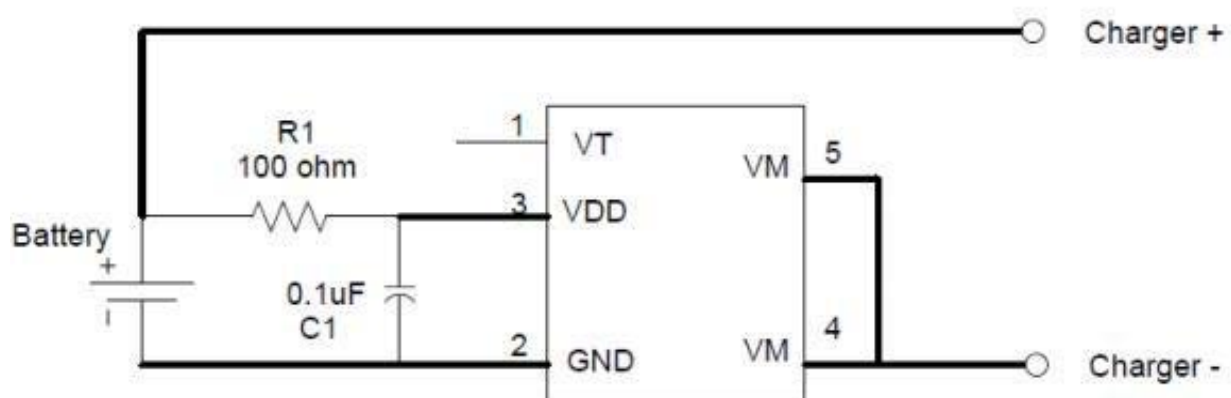 Charger +
R1
100 ohm
1
VT
VM
5
3
VDD
Battery
+
0.1uF
C1
2
GND
VM
4
Charger -